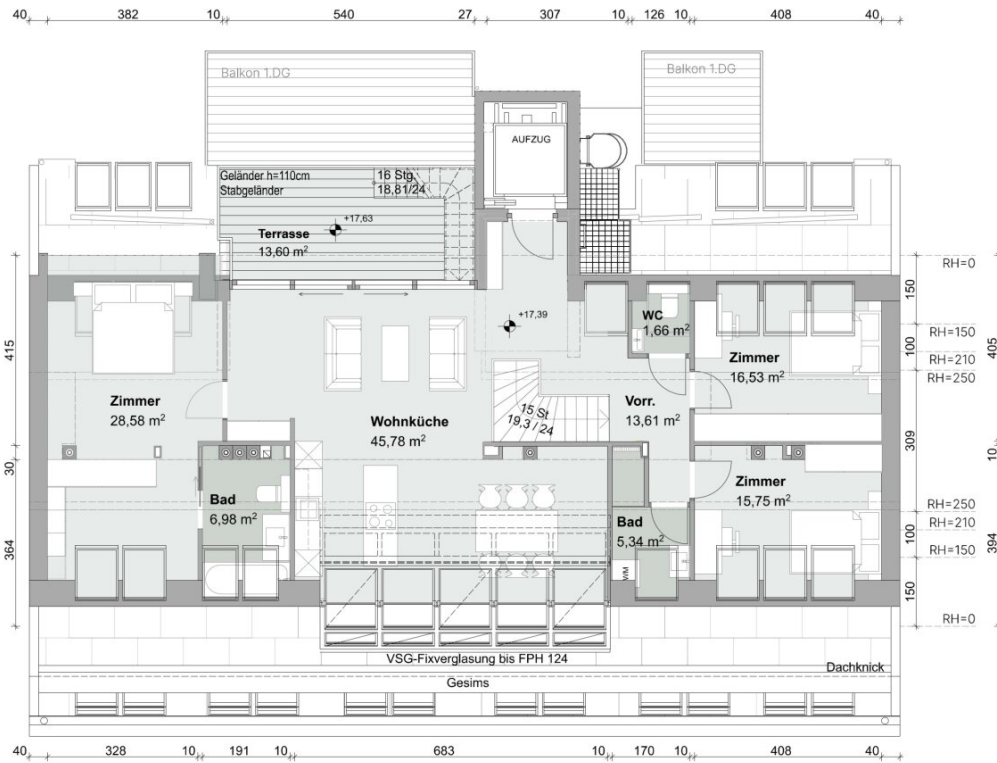 40 382 10 540 27 307 10 126 10 408 40
Balkon 1.DG
Balkon 1.DG
AUFZUG
Geländer h=110cm
Stabgeländer
16 Stg.
18,81/24
+17,63
Terrasse
13,60 m²
RH=0
150
WC
1,66 m²
+17,39
RH=150
100
RH=210
RH=250
415
405
Zimmer
16,53 m²
Zimmer
28,58 m²
Wohnküche
45,78 m²
15 St
19,3 / 24
Vorr.
13,61 m²
309
30
10
Zimmer
15,75 m²
Bad
6,98 m²
Bad
5,34 m²
RH=250
RH=210
100
RH=150
364
394
WM
150
RH=0
VSG-Fixverglasung bis FPH 124
Dachknick
Gesims
40 328 10 191 10 683 10 170 10 408 40